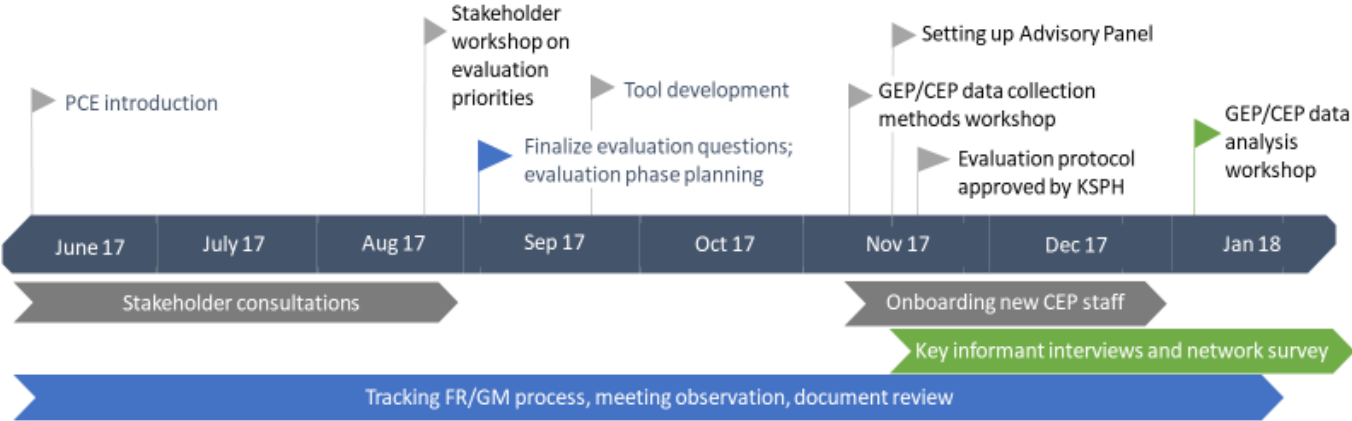 Stakeholder
workshop on
evaluation
priorities
PCE introduction
Tool development
Finalize evaluation questions;
evaluation phase planning
Setting up Advisory Panel
GEP/CEP data collection
methods workshop
Evaluation protocol
approved by KSPH
GEP/CEP data
analysis
workshop
June 17
July 17
Aug 17
Sep 17
Oct 17
Nov 17
Dec 17
Jan 18
Stakeholder consultations
Onboarding new CEP staff
Key informant interviews and network survey
Tracking FR/GM process, meeting observation, document review